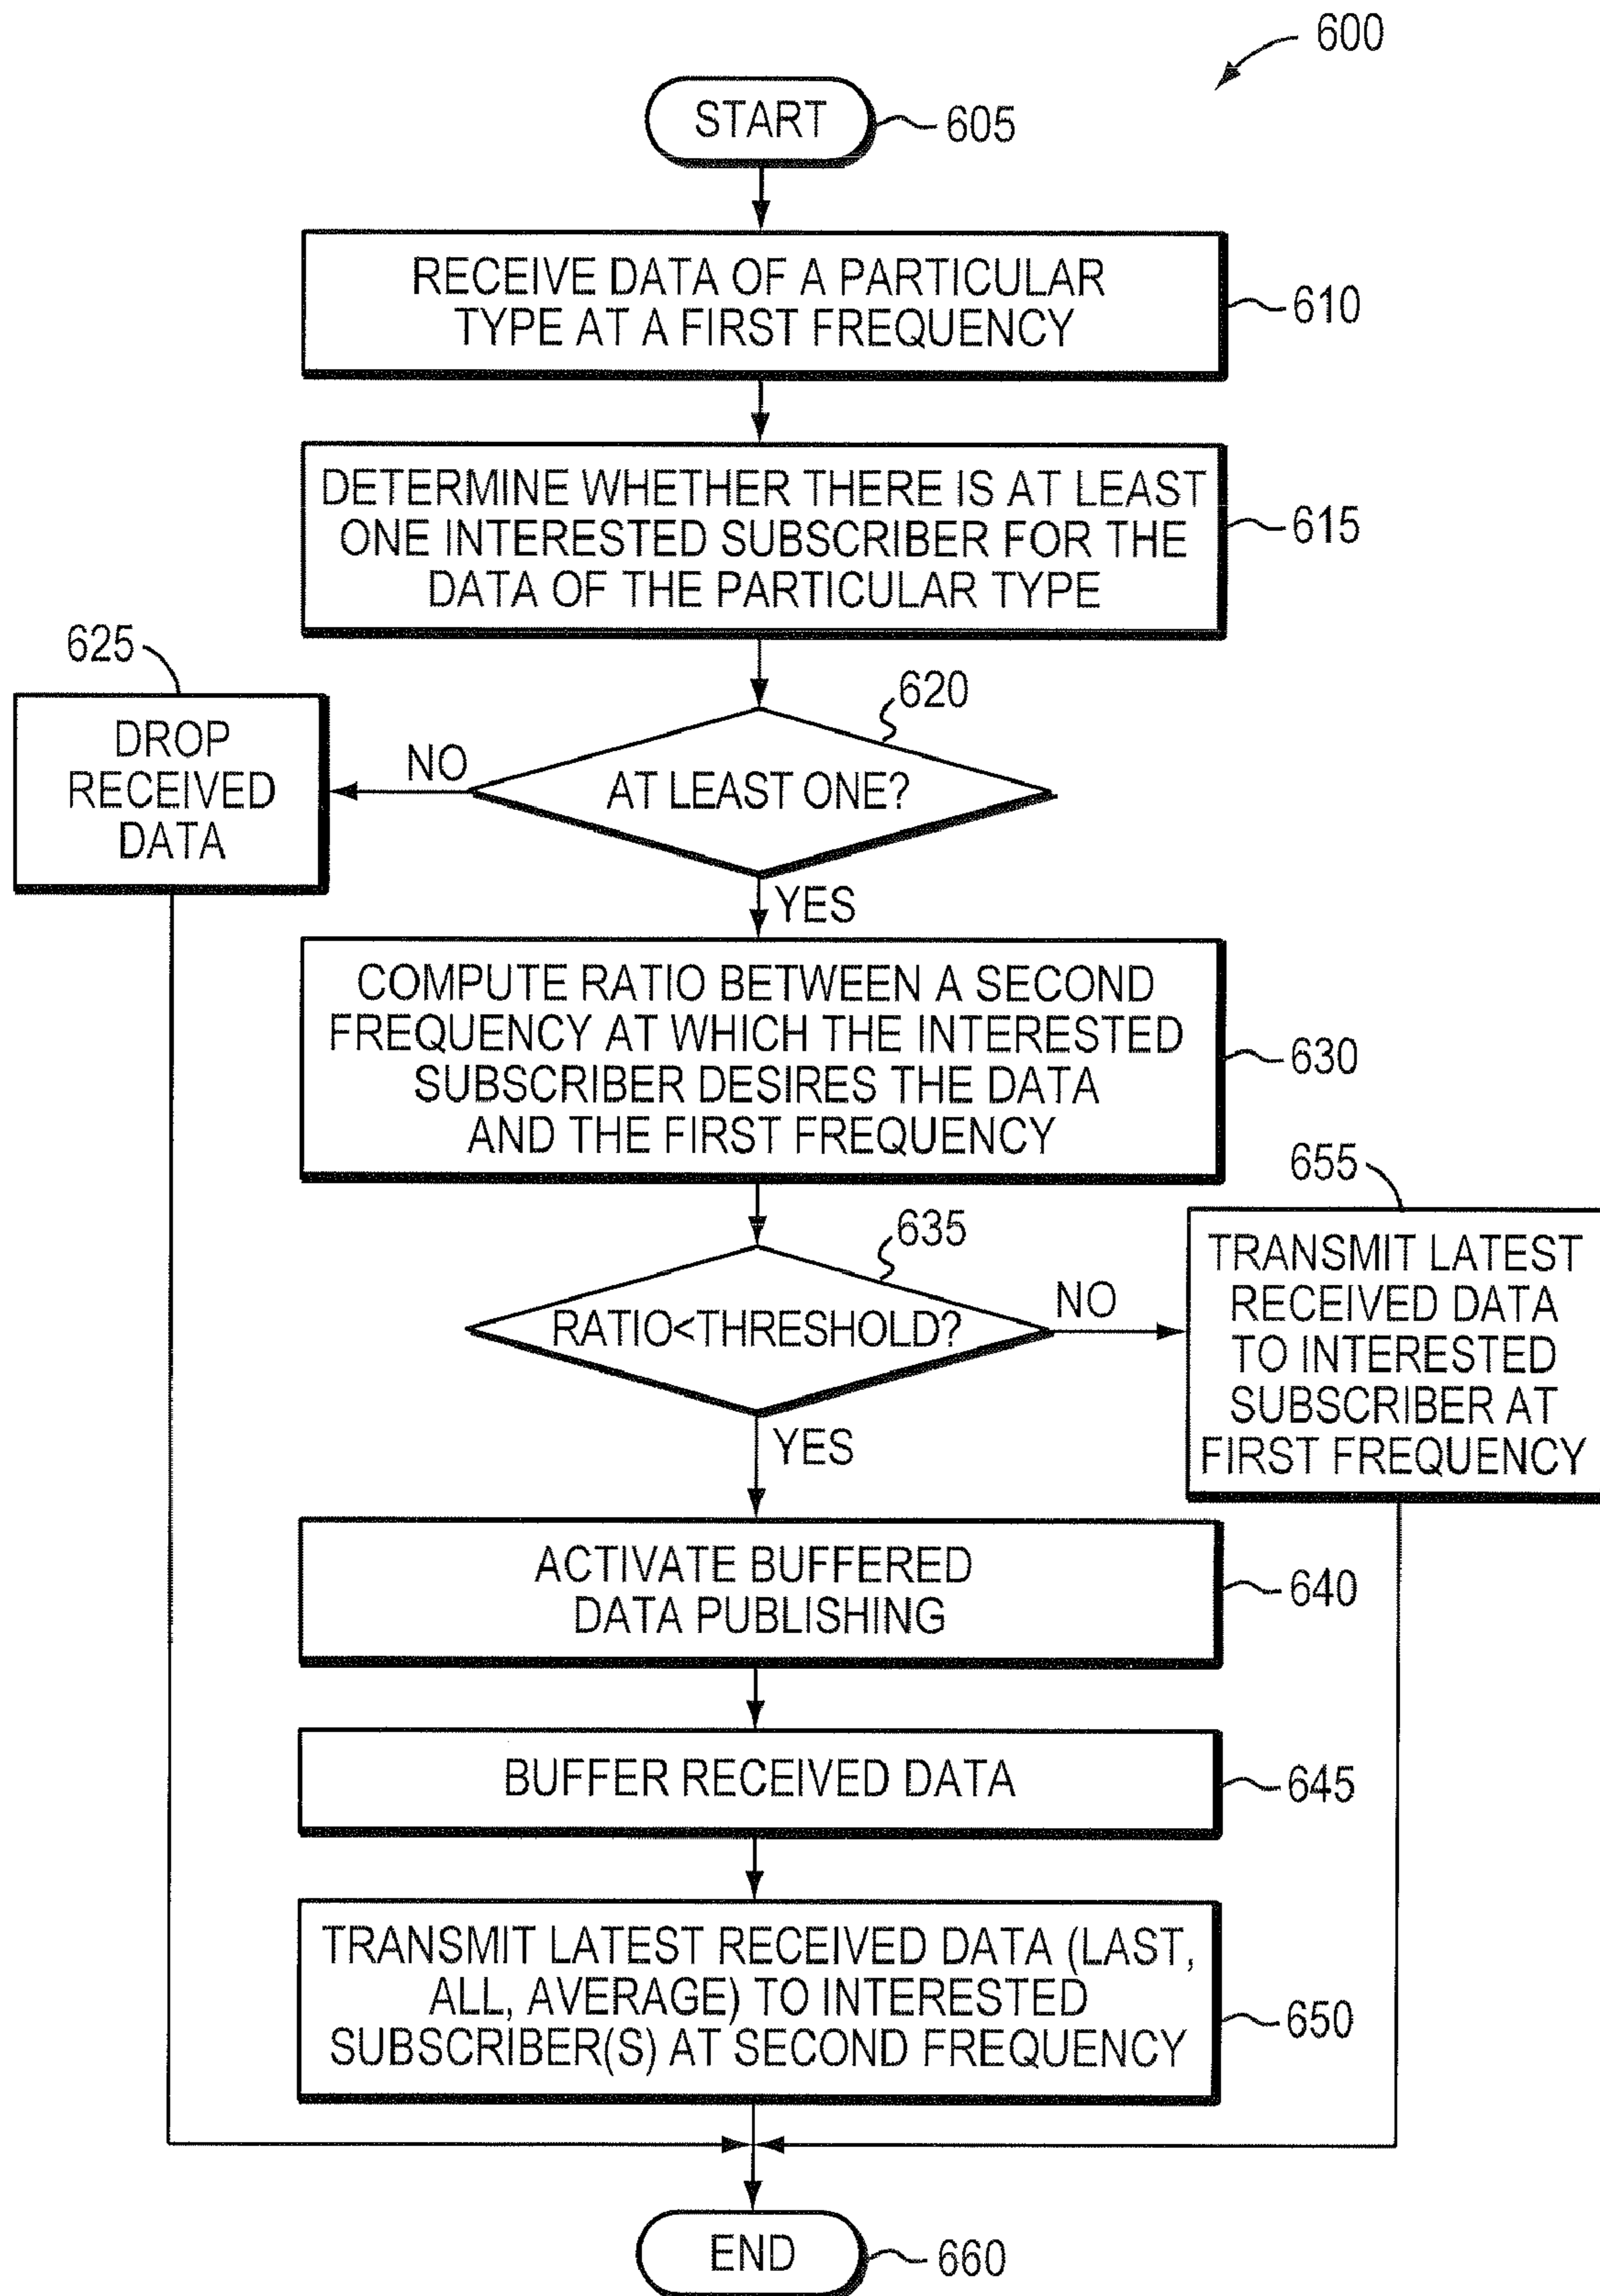 600
START
605
RECEIVE DATA OF A PARTICULAR
TYPE AT A FIRST FREQUENCY
610
DETERMINE WHETHER THERE IS AT LEAST
ONE INTERESTED SUBSCRIBER FOR THE
DATA OF THE PARTICULAR TYPE
615
625
DROP
RECEIVED
DATA
NO
620
AT LEAST ONE?
YES
COMPUTE RATIO BETWEEN A SECOND
FREQUENCY AT WHICH THE INTERESTED
SUBSCRIBER DESIRES THE DATA
AND THE FIRST FREQUENCY
630
635
RATIO<THRESHOLD?
NO
655
TRANSMIT LATEST
RECEIVED DATA
TO INTERESTED
SUBSCRIBER AT
FIRST FREQUENCY
YES
ACTIVATE BUFFERED
DATA PUBLISHING
640
BUFFER RECEIVED DATA
645
TRANSMIT LATEST RECEIVED DATA (LAST,
ALL, AVERAGE) TO INTERESTED
SUBSCRIBER(S) AT SECOND FREQUENCY
650
END
660